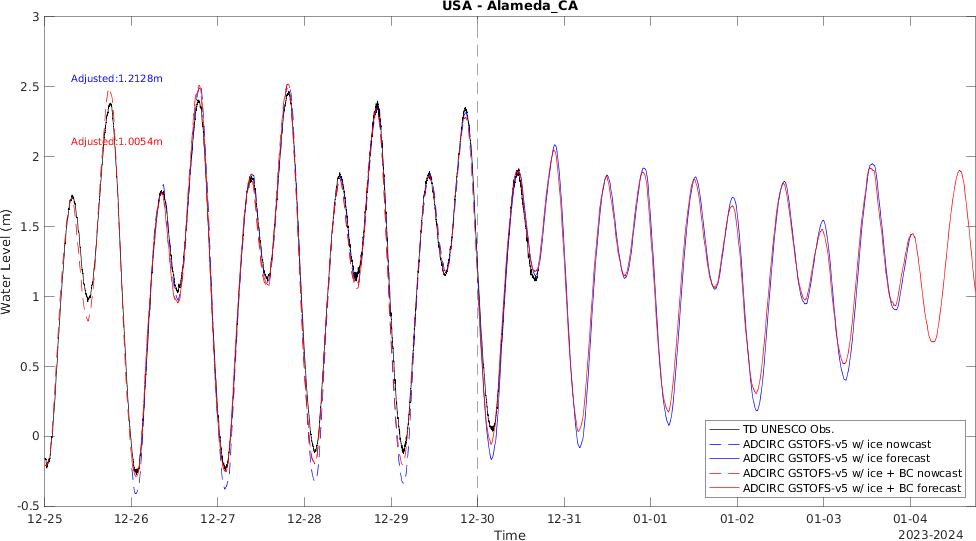 USA - Alameda_CA
3
2.5
2
1.5
1
0.5
0
-0.5
Water Level (m)
Adjusted:1.2128m
Adjusted:1.0054m
TD UNESCO Obs.
ADCIRC GSTOFS-v5 w/ ice nowcast
ADCIRC GSTOFS-v5 w/ ice forecast
ADCIRC GSTOFS-v5 w/ ice + BC nowcast
ADCIRC GSTOFS-v5 w/ ice + BC forecast
12-25 12-26 12-27 12-28 12-29 12-30 12-31 01-01 01-02 01-03 01-04
Time
2023-2024